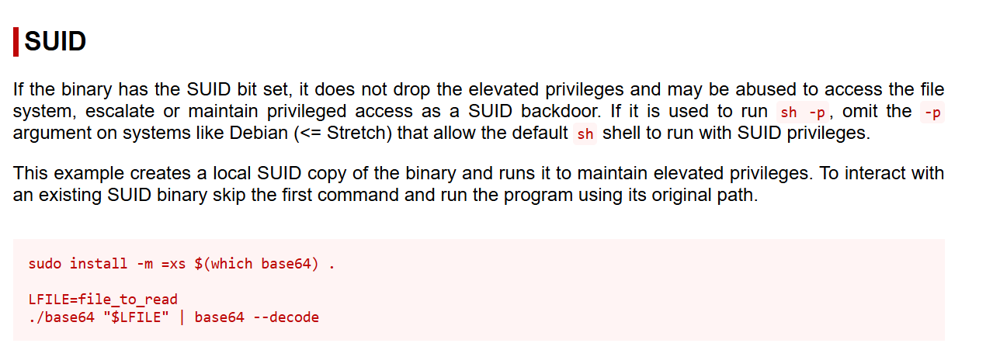 SUID
If the binary has the SUID bit set, it does not drop the elevated privileges and may be abused to access the file
system, escalate or maintain privileged access as a SUID backdoor. If it is used to run sh -p, omit the -p
argument on systems like Debian (<= Stretch) that allow the default sh shell to run with SUID privileges.
This example creates a local SUID copy of the binary and runs it to maintain elevated privileges. To interact with
an existing SUID binary skip the first command and run the program using its original path.
sudo install -m =xs $(which base64) .
LFILE=file_to_read
./base64 "$LFILE" | base64 --decode